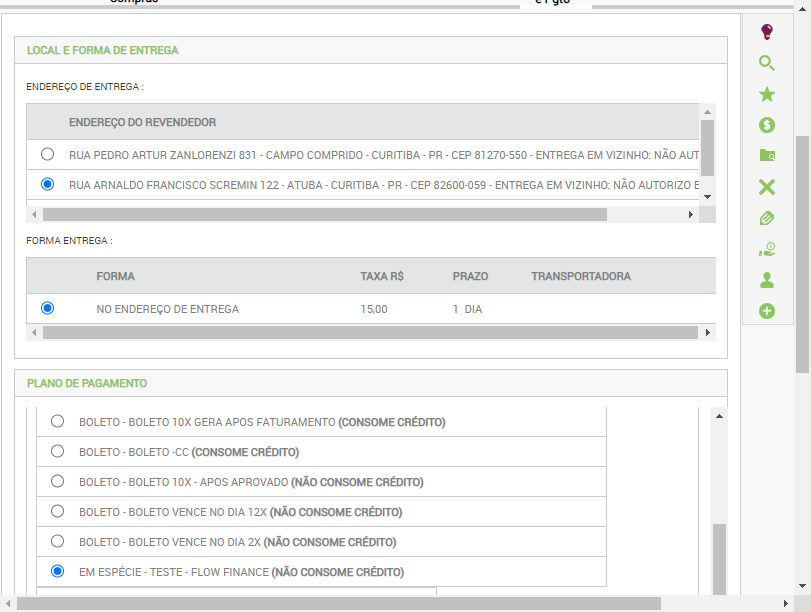 LOCAL E FORMA DE ENTREGA
ENDEREÇO DE ENTREGA :
ENDEREÇO DO REVENDEDOR
RUA PEDRO ARTUR ZANLORENZI 831 - CAMPO COMPRIDO - CURITIBA - PR - CEP 81270-550 - ENTREGA EM VIZINHO: NÃO AUT
RUA ARNALDO FRANCISCO SCREMIN 122 - ATUBA - CURITIBA - PR - CEP 82600-059 - ENTREGA EM VIZINHO: NÃO AUTORIZO E
FORMA ENTREGA :
FORMA TAXA R$ PRAZO TRANSPORTADORA
NO ENDEREÇO DE ENTREGA 15,00 1 DIA
PLANO DE PAGAMENTO
BOLETO - BOLETO 10X GERA APOS FATURAMENTO (CONSOME CRÉDITO)
BOLETO - BOLETO -CC (CONSOME CRÉDITO)
BOLETO - BOLETO 10X - APOS APROVADO (NÃO CONSOME CRÉDITO)
BOLETO - BOLETO VENCE NO DIA 12X (NÃO CONSOME CRÉDITO)
BOLETO - BOLETO VENCE NO DIA 2X (NÃO CONSOME CRÉDITO)
EM ESPÉCIE - TESTE - FLOW FINANCE (NÃO CONSOME CRÉDITO)